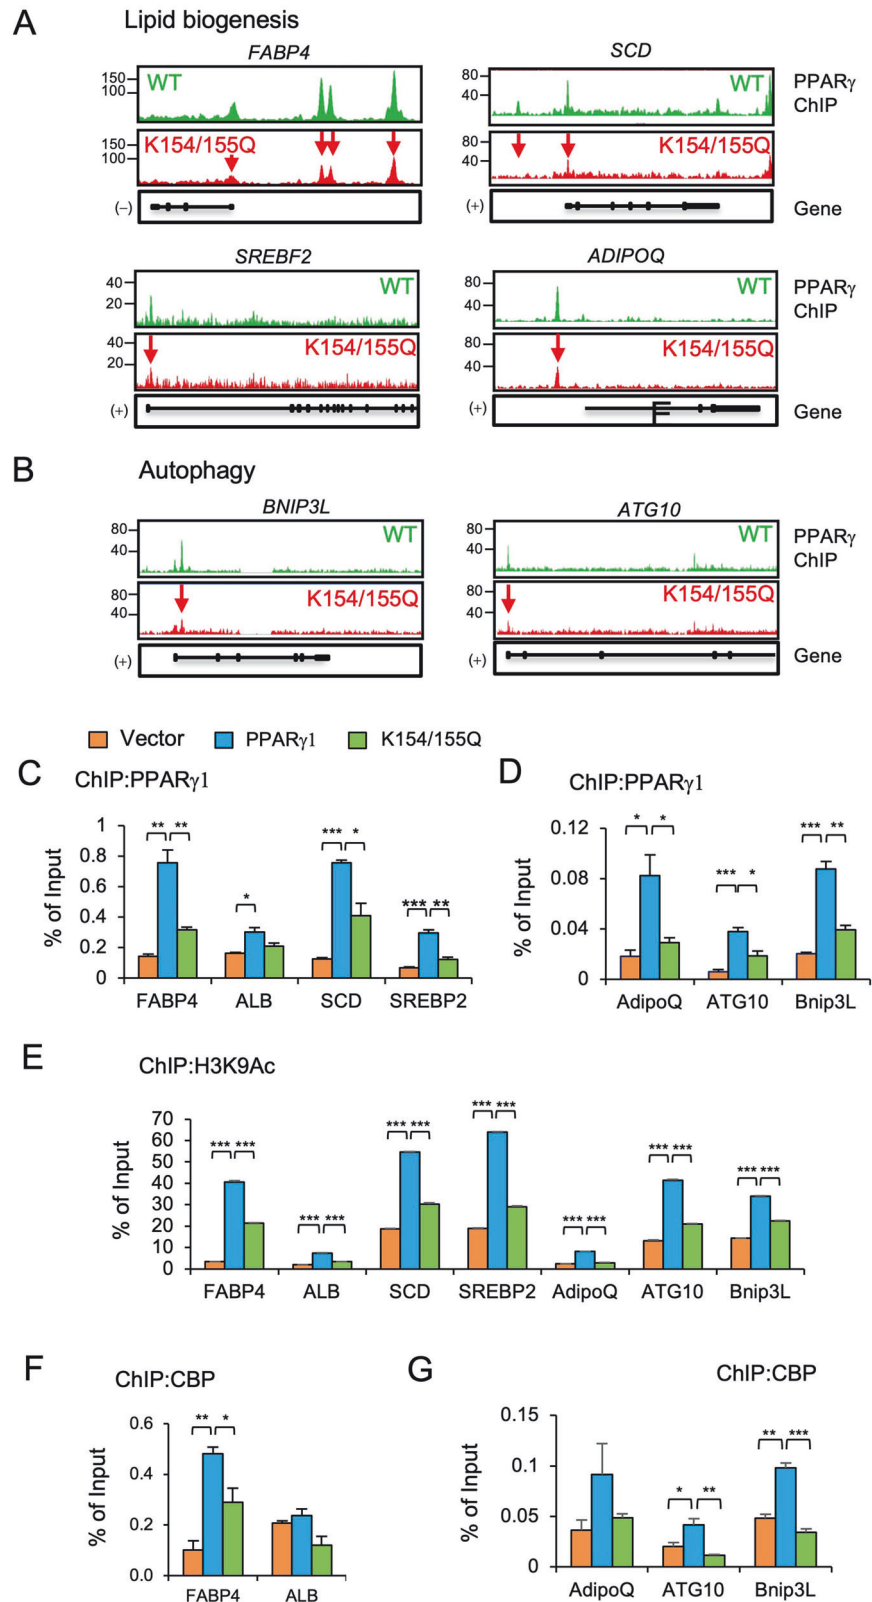 A Lipid biogenesis
FABP4 SCD
150
100
WT
80
40
WT
PPARγ
ChIP
150
100
K154/155Q
80
40
K154/155Q
(–) (+) Gene
SREBF2 ADIPOQ
40
20
WT
80
40
WT
PPARγ
ChIP
40
20
K154/155Q
80
40
K154/155Q
(+) (+) Gene
B Autophagy
BNIP3L ATG10
80
40
WT
80
40
WT
PPARγ
ChIP
80
40
K154/155Q
80
40
K154/155Q
(+) (+) Gene
Vector PPARγ1 K154/155Q
C ChIP:PPARγ1
% of Input
1
0.8
0.6
0.4
0.2
0
** ** * *** * *** **
FABP4 ALB SCD SREBP2
D ChIP:PPARγ1
% of Input
0.12
0.08
0.04
0
* * *** * *** **
AdipoQ ATG10 Bnip3L
E ChIP:H3K9Ac
% of Input
70
60
50
40
30
20
10
0
*** *** *** *** *** *** *** *** *** *** *** *** *** ***
FABP4 ALB SCD SREBP2 AdipoQ ATG10 Bnip3L
F ChIP:CBP
% of Input
0.6
0.4
0.2
0.0
** *
FABP4 ALB
G ChIP:CBP
% of Input
0.15
0.1
0.05
0
* ** ** ***
AdipoQ ATG10 Bnip3L